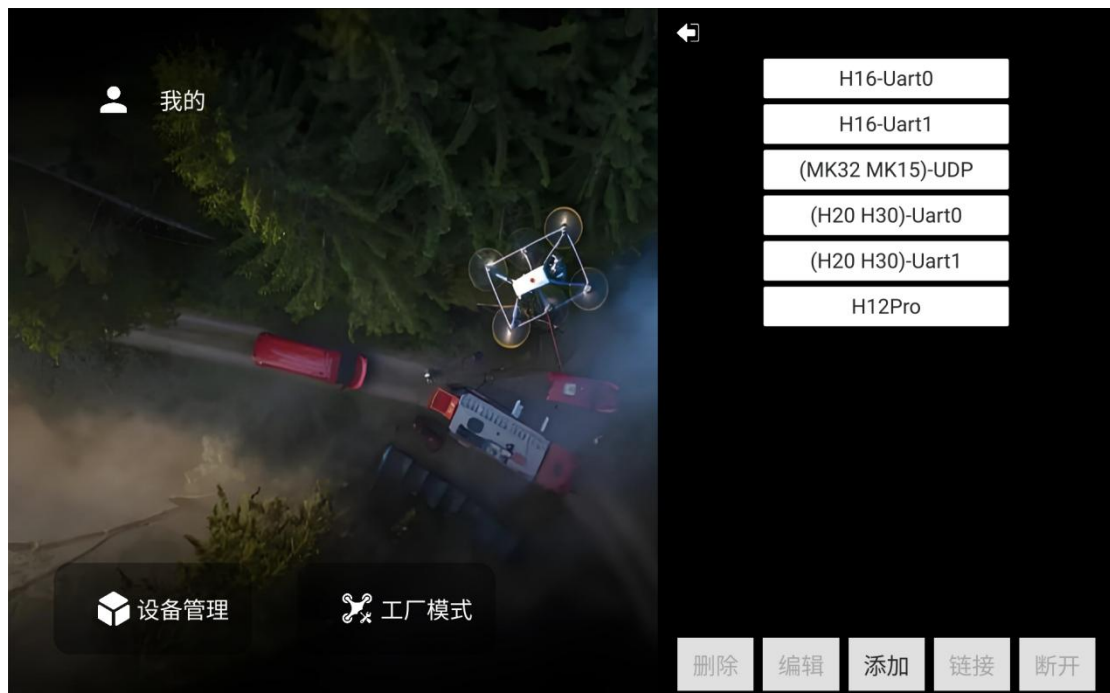 我的
设备管理
工厂模式
H16-Uart0
H16-Uart1
(MK32 MK15)-UDP
(H20 H30)-Uart0
(H20 H30)-Uart1
H12Pro
删除 编辑 添加 链接 断开